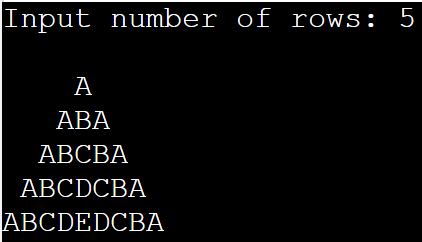 Input number of rows: 5
A
ABA
ABCBA
ABCDCBA
ABCDEDCBA